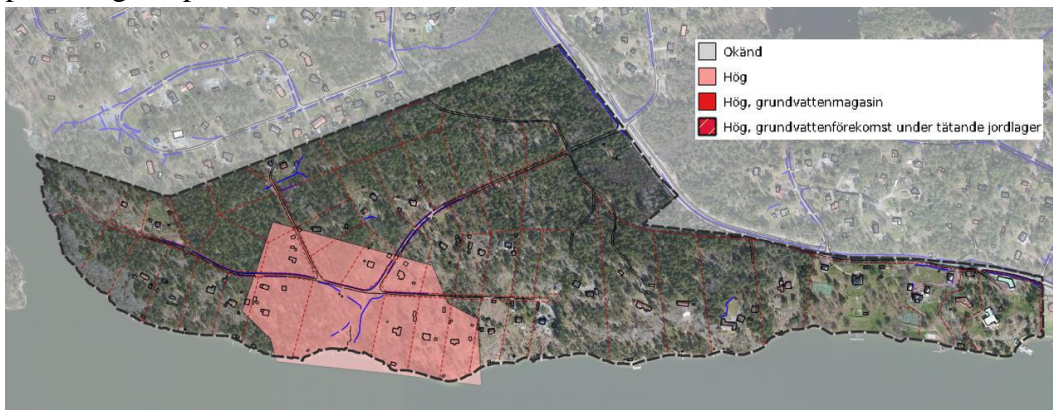 Okänd
Hög
Hög, grundvattenmagasin
Hög, grundvattenförekomst under tätande jordlager